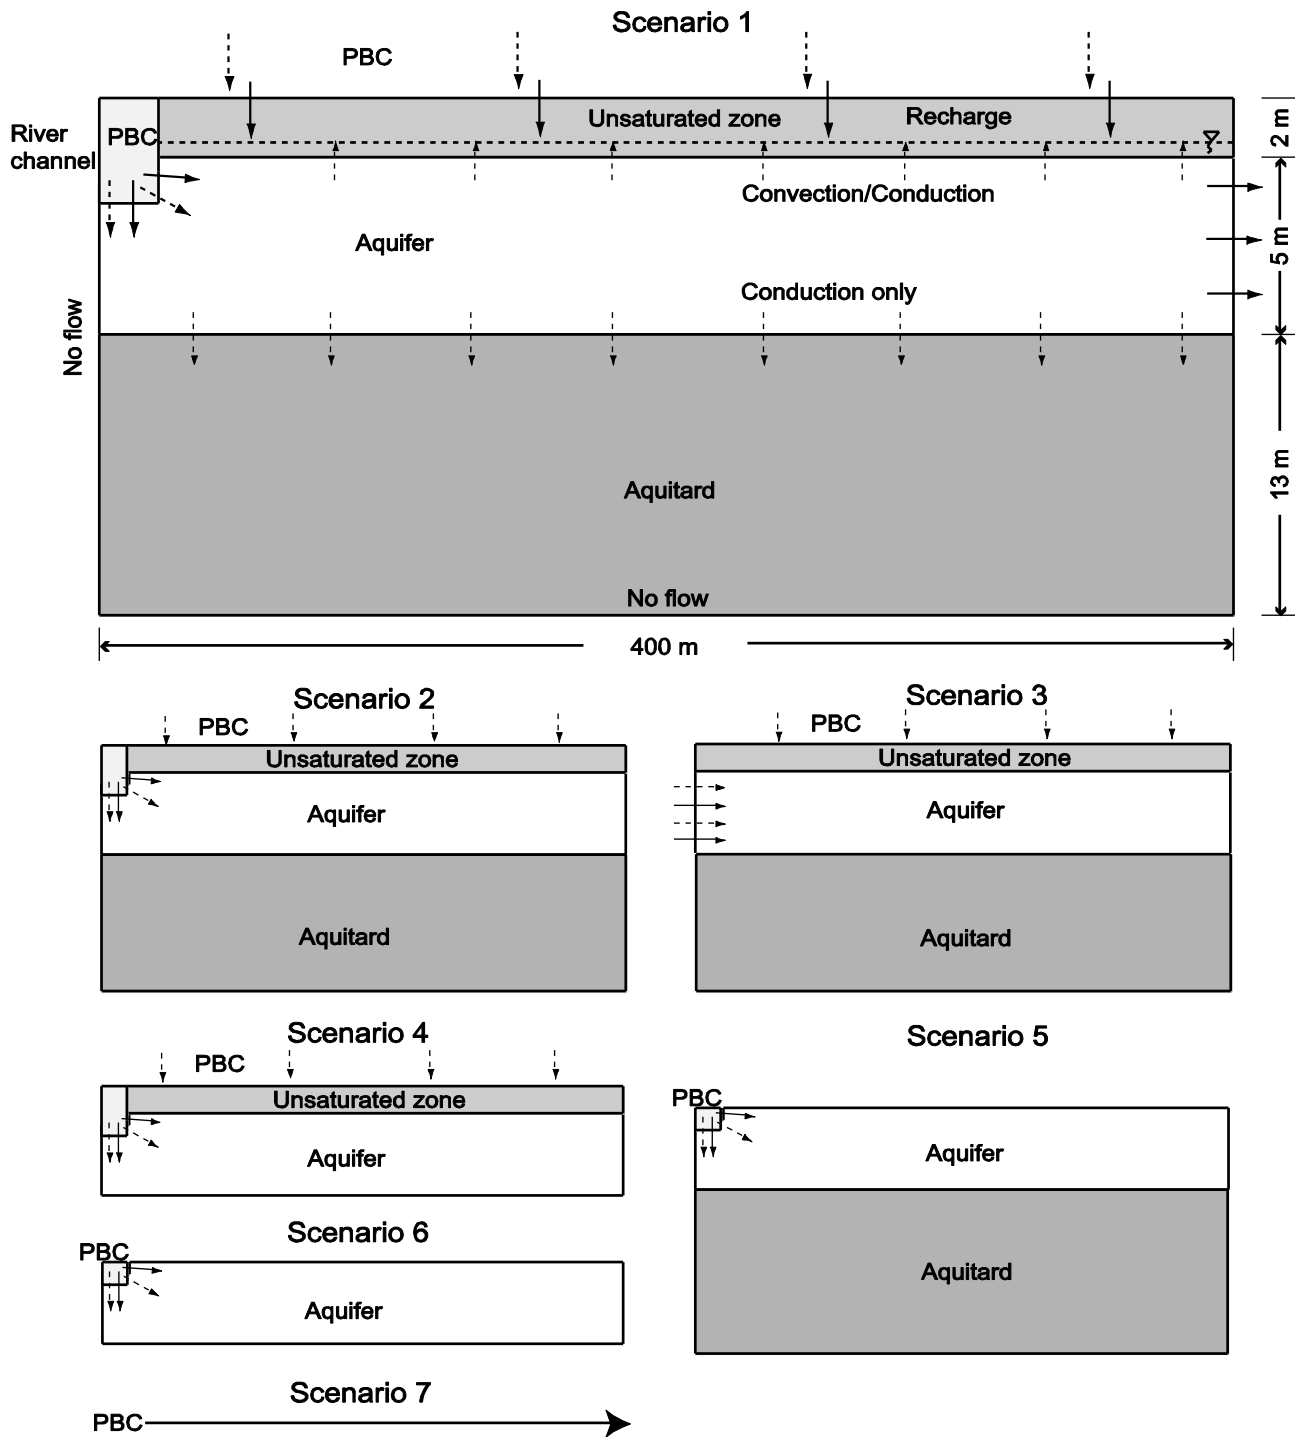 Scenario 1
PBC
Unsaturated zone
Recharge
2 m
River
channel
PBC
Convection/Conduction
Aquifer
5 m
Conduction only
No flow
Aquitard
13 m
No flow
400 m
Scenario 2
PBC
Unsaturated zone
Aquifer
Aquitard
Scenario 3
PBC
Unsaturated zone
Aquifer
Aquitard
Scenario 4
PBC
Unsaturated zone
Aquifer
Scenario 5
PBC
Aquifer
Aquitard
Scenario 6
PBC
Aquifer
Scenario 7
PBC